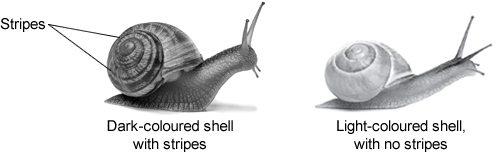 Stripes
Dark-coloured shell
with stripes
Light-coloured shell,
with no stripes